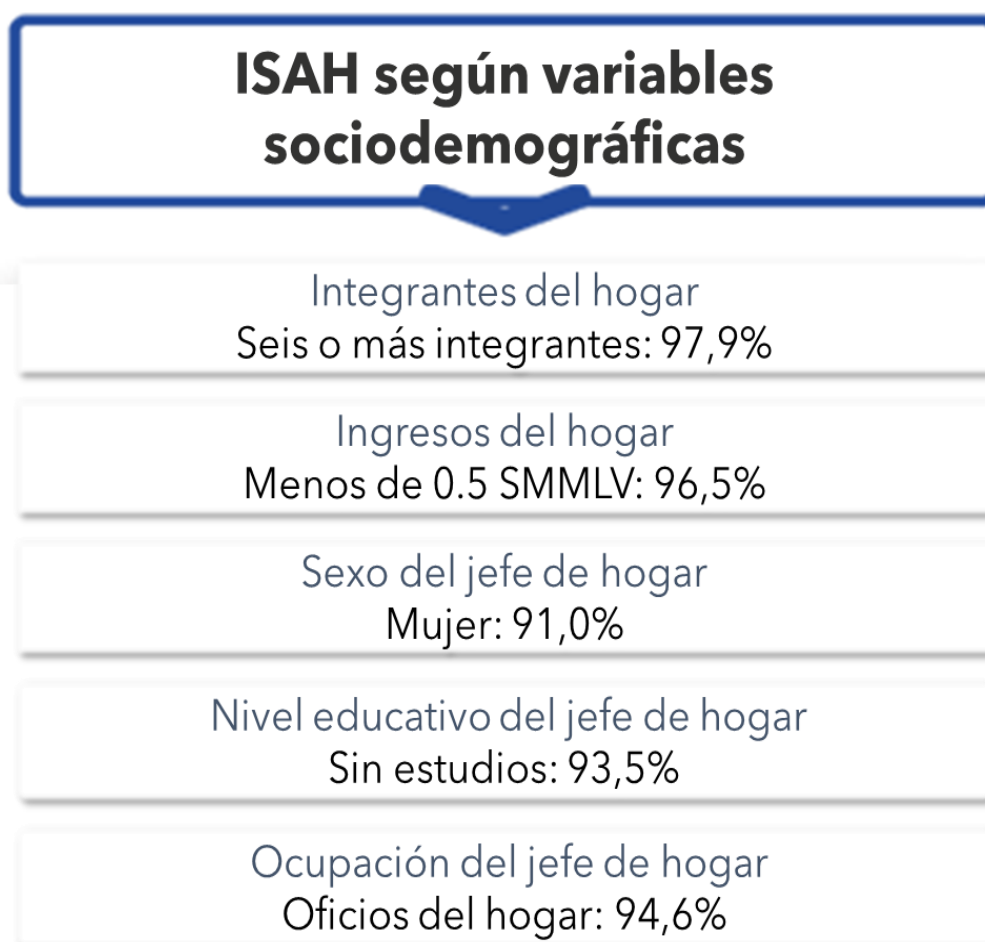 ISAH según variables
sociodemográficas
Integrantes del hogar
Seis o más integrantes: 97,9%
Ingresos del hogar
Menos de 0.5 SMMLV: 96,5%
Sexo del jefe de hogar
Mujer: 91,0%
Nivel educativo del jefe de hogar
Sin estudios: 93,5%
Ocupación del jefe de hogar
Oficios del hogar: 94,6%